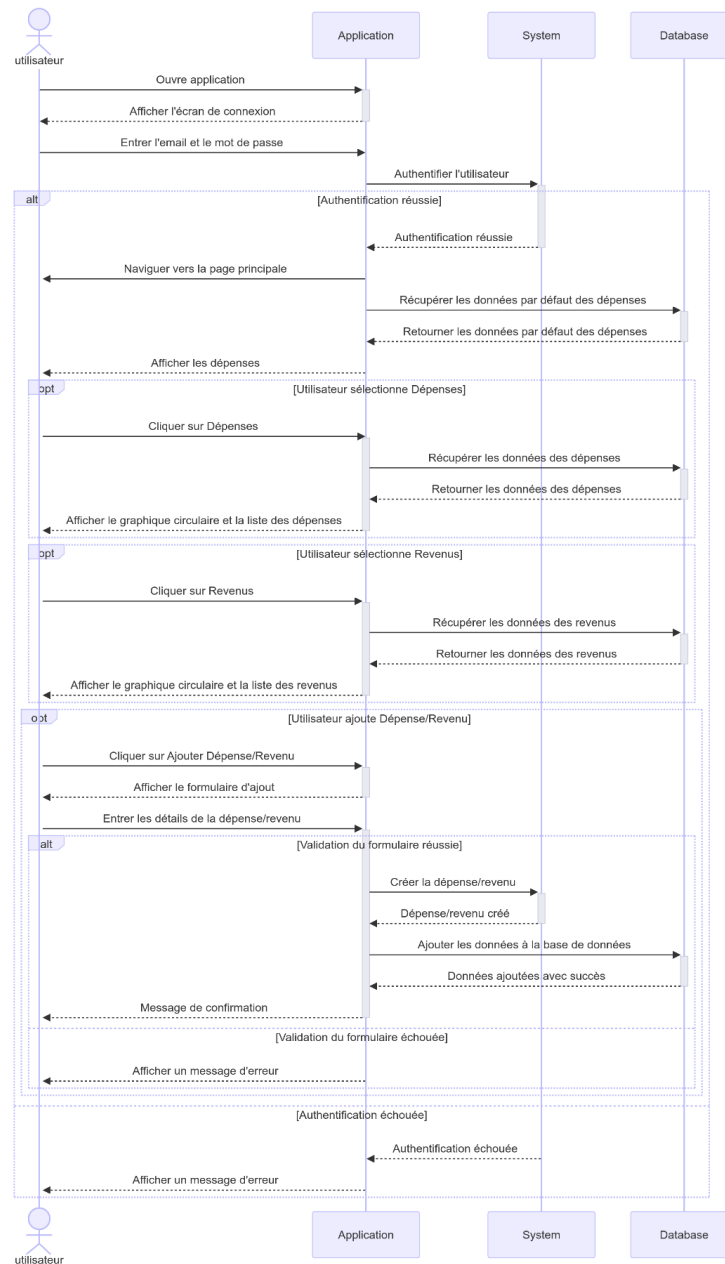 utilisateur
Application
System
Database
Ouvre application
Afficher l'écran de connexion
Entrer l'email et le mot de passe
Authentifier l'utilisateur
alt
[Authentification réussie]
Authentification réussie
Naviguer vers la page principale
Récupérer les données par défaut des dépenses
Retourner les données par défaut des dépenses
Afficher les dépenses
opt
[Utilisateur sélectionne Dépenses]
Cliquer sur Dépenses
Récupérer les données des dépenses
Retourner les données des dépenses
Afficher le graphique circulaire et la liste des dépenses
opt
[Utilisateur sélectionne Revenus]
Cliquer sur Revenus
Récupérer les données des revenus
Retourner les données des revenus
Afficher le graphique circulaire et la liste des revenus
opt
[Utilisateur ajoute Dépense/Revenu]
Cliquer sur Ajouter Dépense/Revenu
Afficher le formulaire d'ajout
Entrer les détails de la dépense/revenu
alt
[Validation du formulaire réussie]
Créer la dépense/revenu
Dépense/revenu créé
Ajouter les données à la base de données
Données ajoutées avec succès
Message de confirmation
[Validation du formulaire échouée]
Afficher un message d'erreur
[Authentification échouée]
Authentification échouée
Afficher un message d'erreur
utilisateur
Application
System
Database